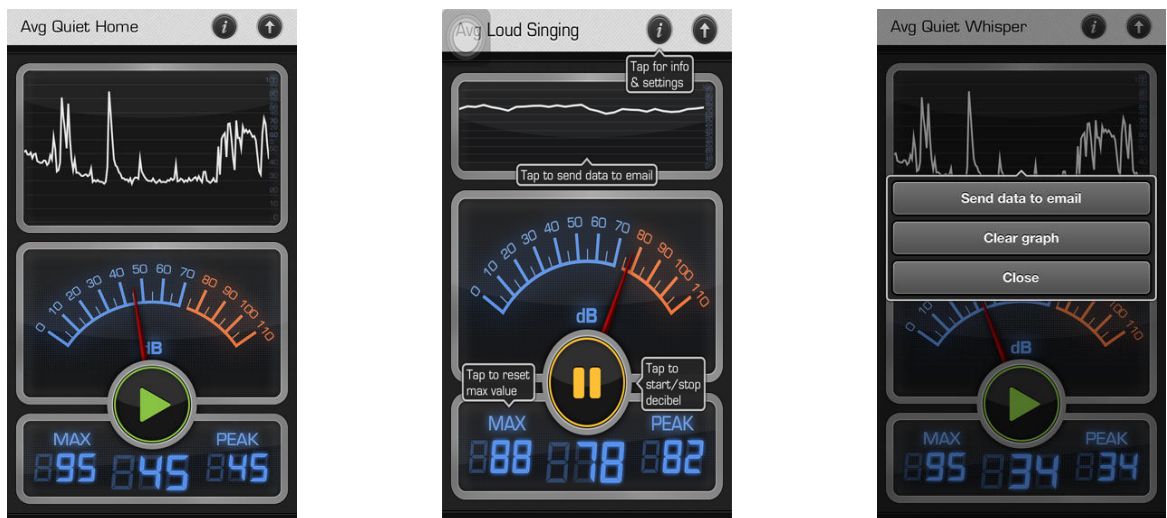 Avg Quiet Home
i
0 10 20 30 40 50 60 70 80 90 100 110
dB
MAX
PEAK
95
45
45
Avg Loud Singing
i
Tap for info
& settings
Tap to send data to email
0 10 20 30 40 50 60 70 80 90 100 110
dB
Tap to reset
max value
Tap to
start/stop
decibel
MAX
PEAK
88
78
82
Avg Quiet Whisper
i
Send data to email
Clear graph
Close
0
110
dB
MAX
PEAK
95
34
34